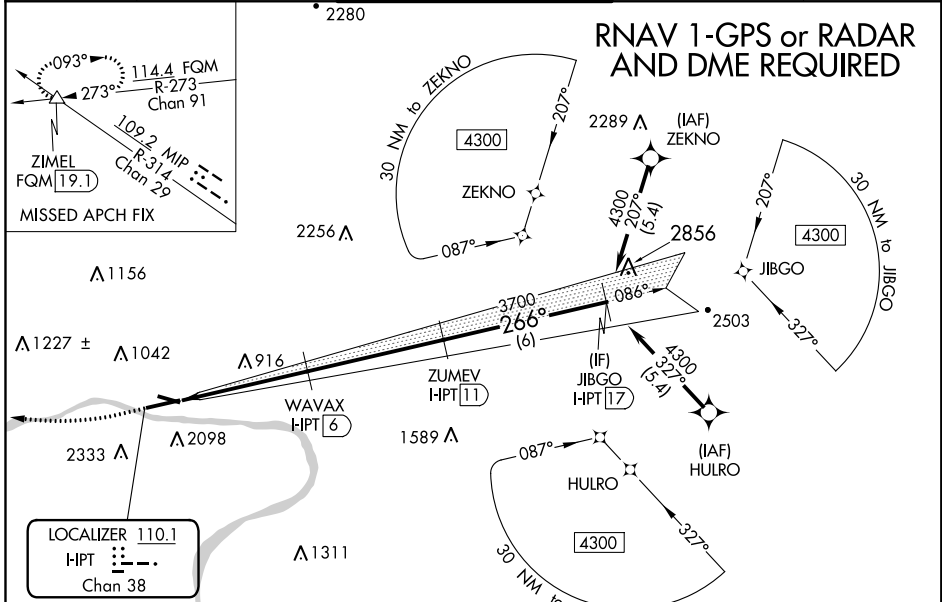 2280
RNAV 1-GPS or RADAR
AND DME REQUIRED
093°
114.4 FQM
R-273
Chan 91
273°
109.2 MIP
R-314
Chan 29
ZIMEL
FQM 19.1
MISSED APCH FIX
30 NM to ZEKNO
4300
207°
ZEKNO
087°
2289
(IAF)
ZEKNO
4300
207°
(5.4)
2856
207°
30 NM to JIBGO
4300
JIBGO
327°
2256
1156
3700
266°
(6)
086°
2503
1227 ±
1042
916
ZUMEV
I-IPT 11
(IF)
JIBGO
I-IPT 17
4300
327°
(5.4)
WAVAX
I-IPT 6
(IAF)
HULRO
2333
2098
1589
087°
HULRO
327°
4300
30 NM to
LOCALIZER 110.1
I-IPT
Chan 38
1311